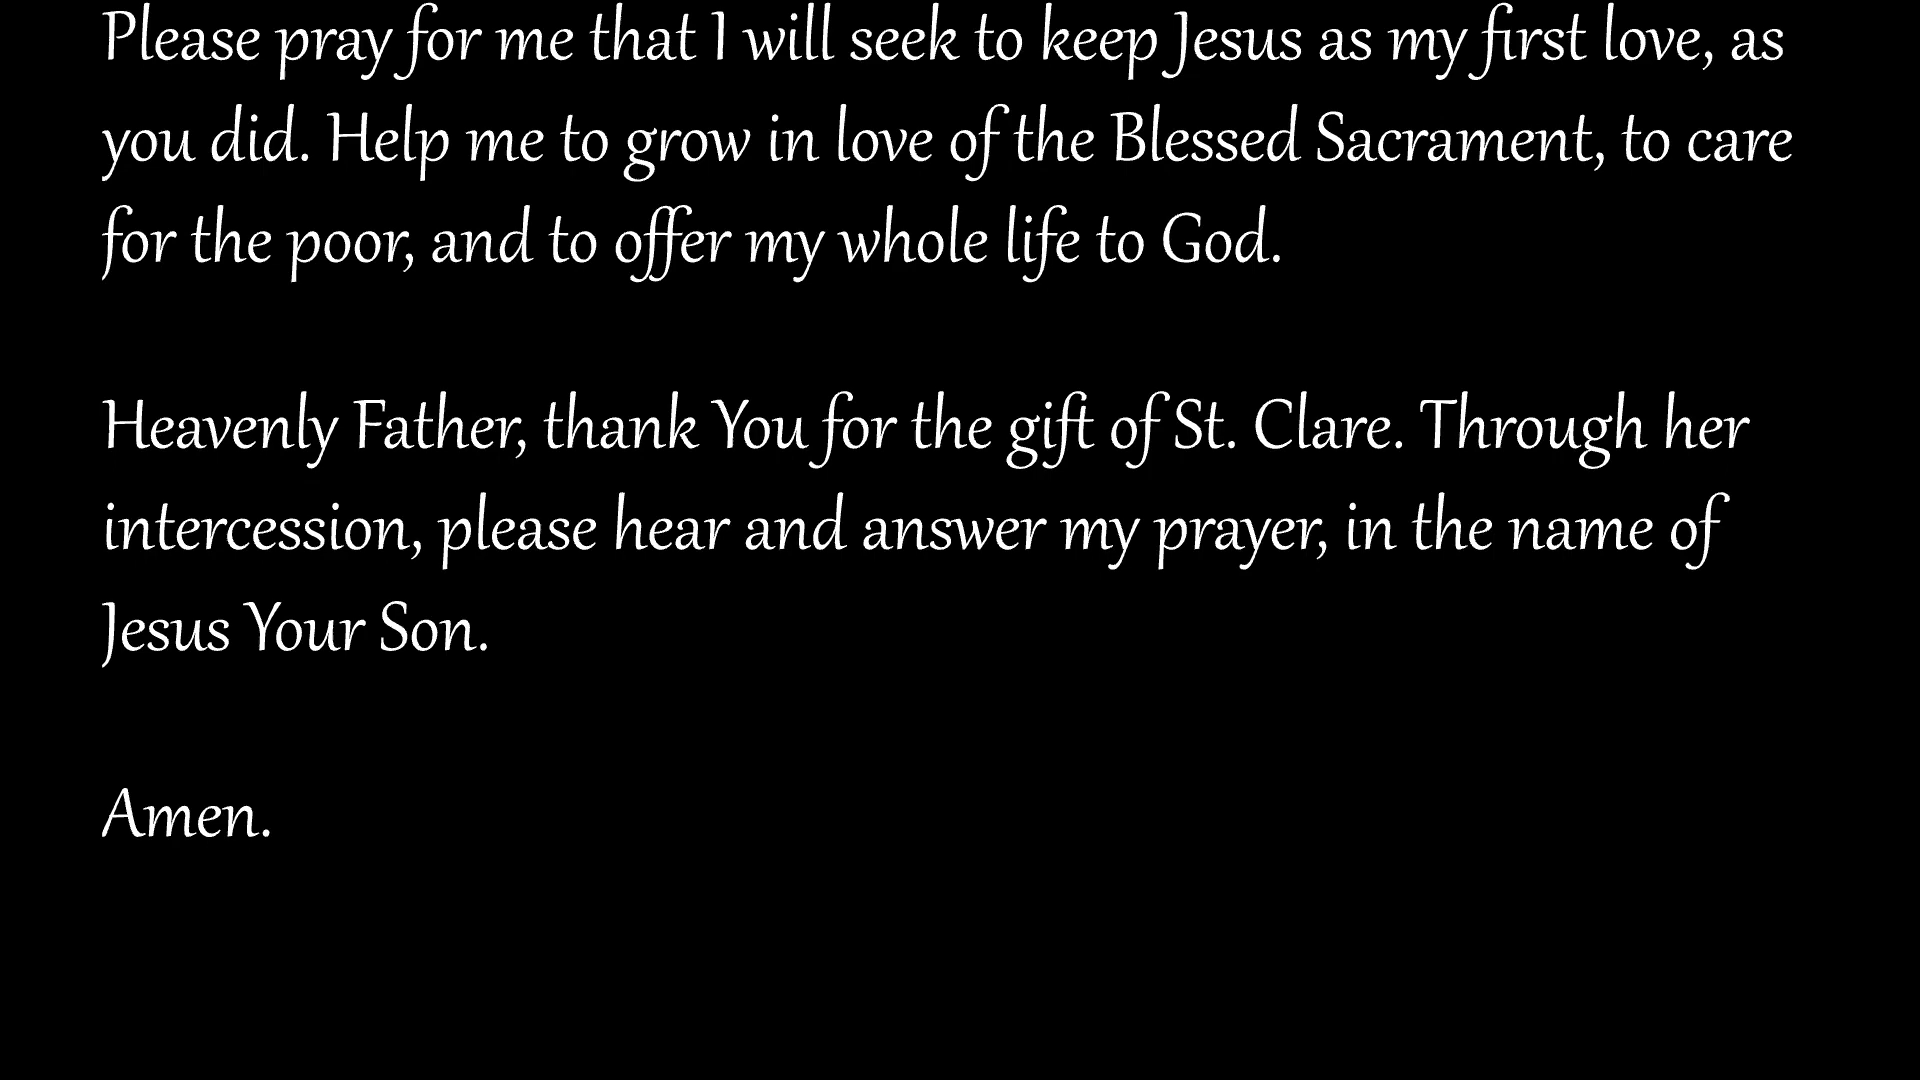 Please pray for me that I will seek to keep Jesus as my first love, as
you did. Help me to grow in love of the Blessed Sacrament, to care
for the poor, and to offer my whole life to God.
Heavenly Father, thank You for the gift of St. Clare. Through her
intercession, please hear and answer my prayer, in the name of
Jesus Your Son.
Amen.